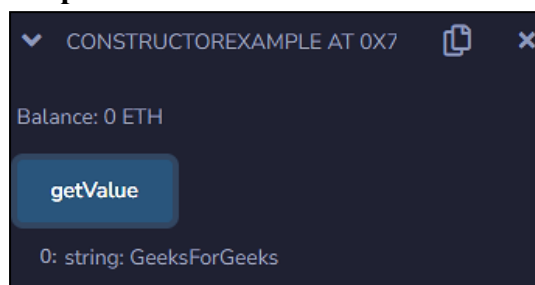 CONSTRUCTOREXAMPLE AT 0X7
Balance: 0 ETH
getValue
0: string: GeeksForGeeks